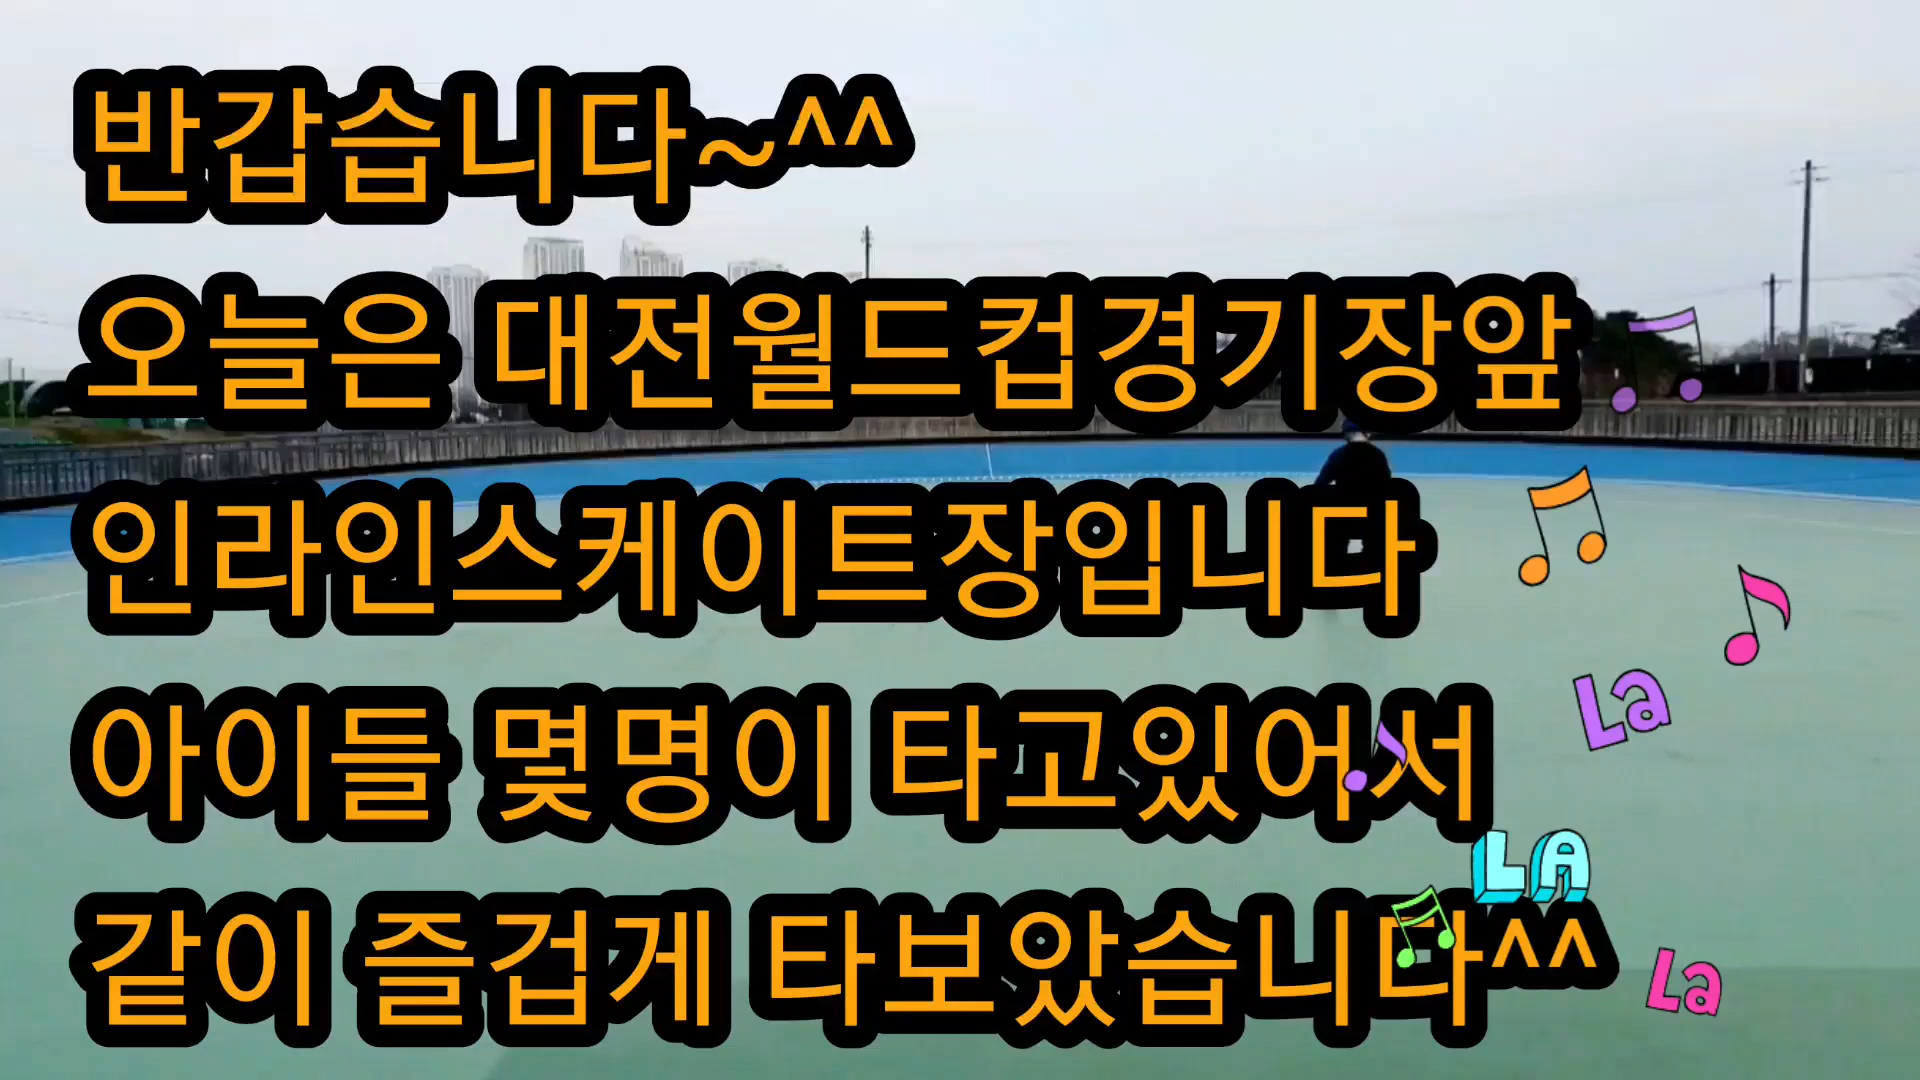 반갑습니다~^^
오늘은 대전월드컵경기장앞
인라인스케이트장입니다
아이들 몇명이 타고있어서
같이 즐겁게 타보았습니다^^
La
LA
La